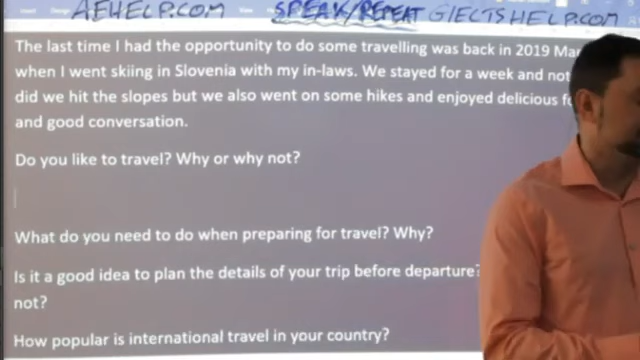 AEHELP.COM SPEAK/REPEAT GIELTSHELP.COM
The last time I had the opportunity to do some travelling was back in 2019
when I went skiing in Slovenia with my in-laws. We stayed for a week and not
did we hit the slopes but we also went on some hikes and enjoyed delicious
and good conversation.
Do you like to travel? Why or why not?
What do you need to do when preparing for travel? Why?
Is it a good idea to plan the details of your trip before departure?
not?
How popular is international travel in your country?